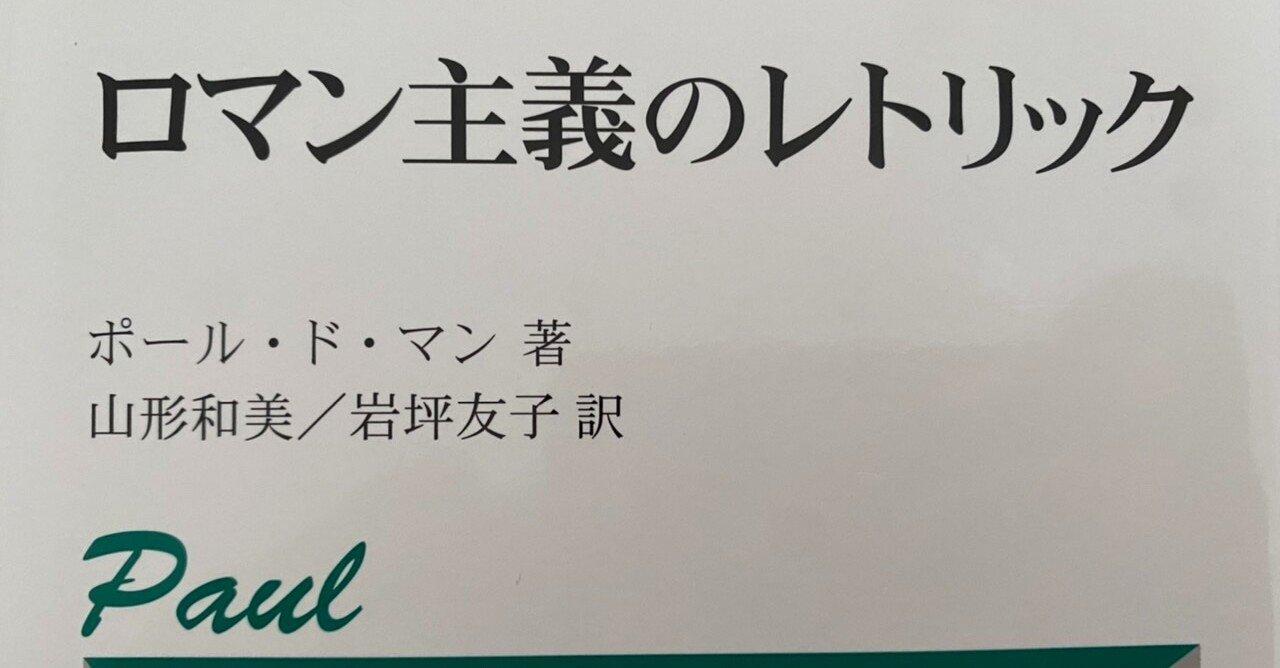 ロマン主義のレトリック
ポール・ド・マン 著
山形和美／岩坪友子 訳
Paul